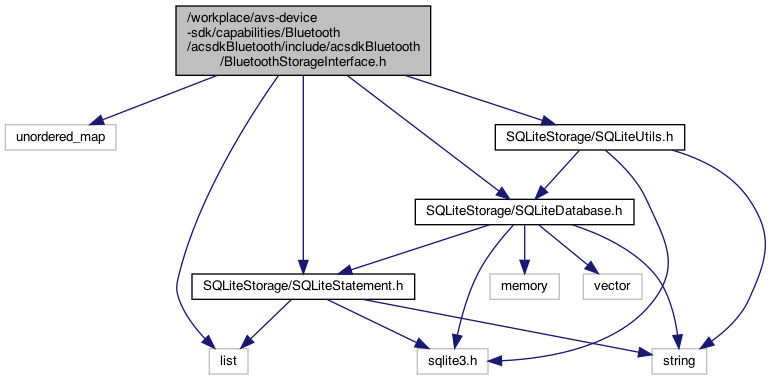 /workplace/avs-device
-sdk/capabilities/Bluetooth
/acsdkBluetooth/include/acsdkBluetooth
/BluetoothStorageInterface.h
unordered_map
SQLiteStorage/SQLiteUtils.h
SQLiteStorage/SQLiteDatabase.h
SQLiteStorage/SQLiteStatement.h
memory
vector
list
sqlite3.h
string